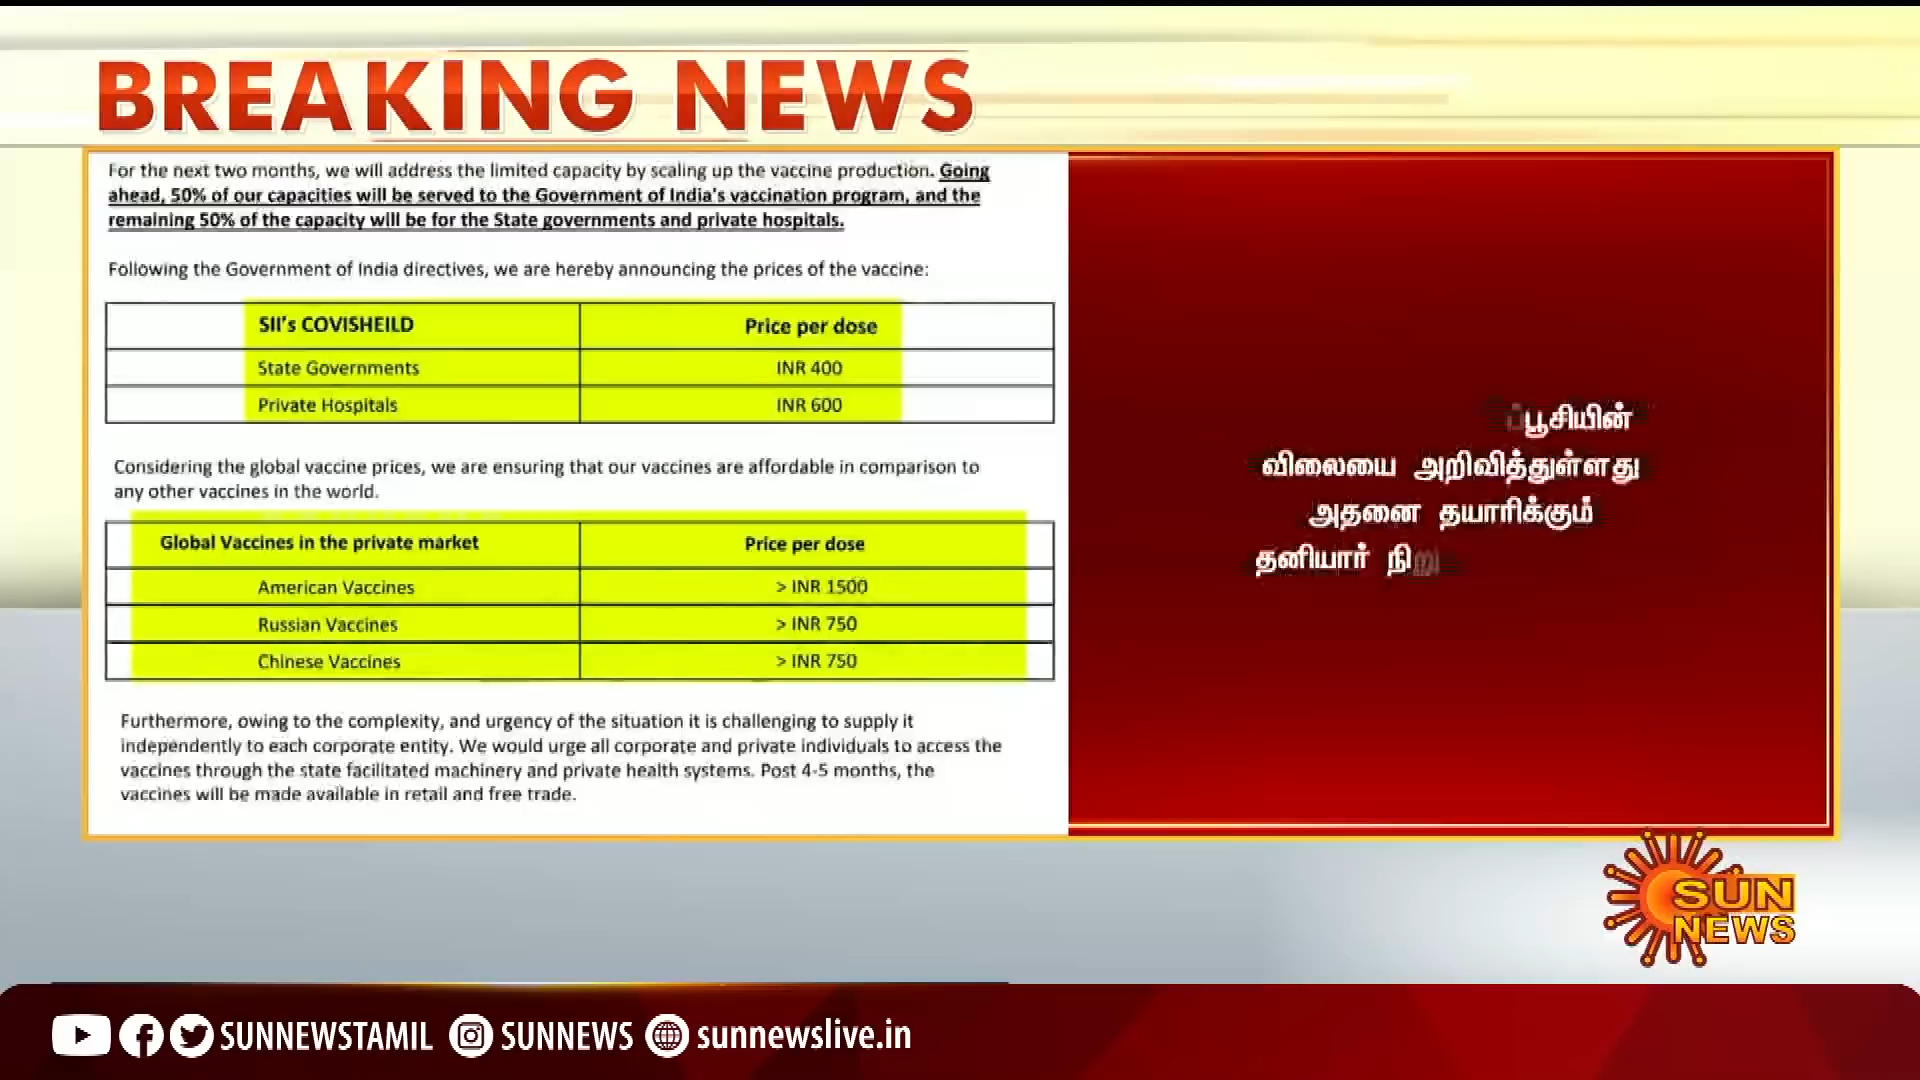 BREAKING NEWS
For the next two months, we will address the limited capacity by scaling up the vaccine production. Going
ahead, 50% of our capacities will be served to the Government of India's vaccination program, and the
remaining 50% of the capacity will be for the State governments and private hospitals.
Following the Government of India directives, we are hereby announcing the prices of the vaccine:
SII's COVISHEILD Price per dose
State Governments INR 400
Private Hospitals INR 600
Considering the global vaccine prices, we are ensuring that our vaccines are affordable in comparison to
any other vaccines in the world.
Global Vaccines in the private market Price per dose
American Vaccines > INR 1500
Russian Vaccines > INR 750
Chinese Vaccines > INR 750
Furthermore, owing to the complexity, and urgency of the situation it is challenging to supply it
independently to each corporate entity. We would urge all corporate and private individuals to access the
vaccines through the state facilitated machinery and private health systems. Post 4-5 months, the
vaccines will be made available in retail and free trade.
ப்பூசியின்
விலையை அறிவித்துள்ளது
அதனை தயாரிக்கும்
தனியார் நிறு
SUN
NEWS
SUNNEWSTAMIL SUNNEWS sunnewslive.in